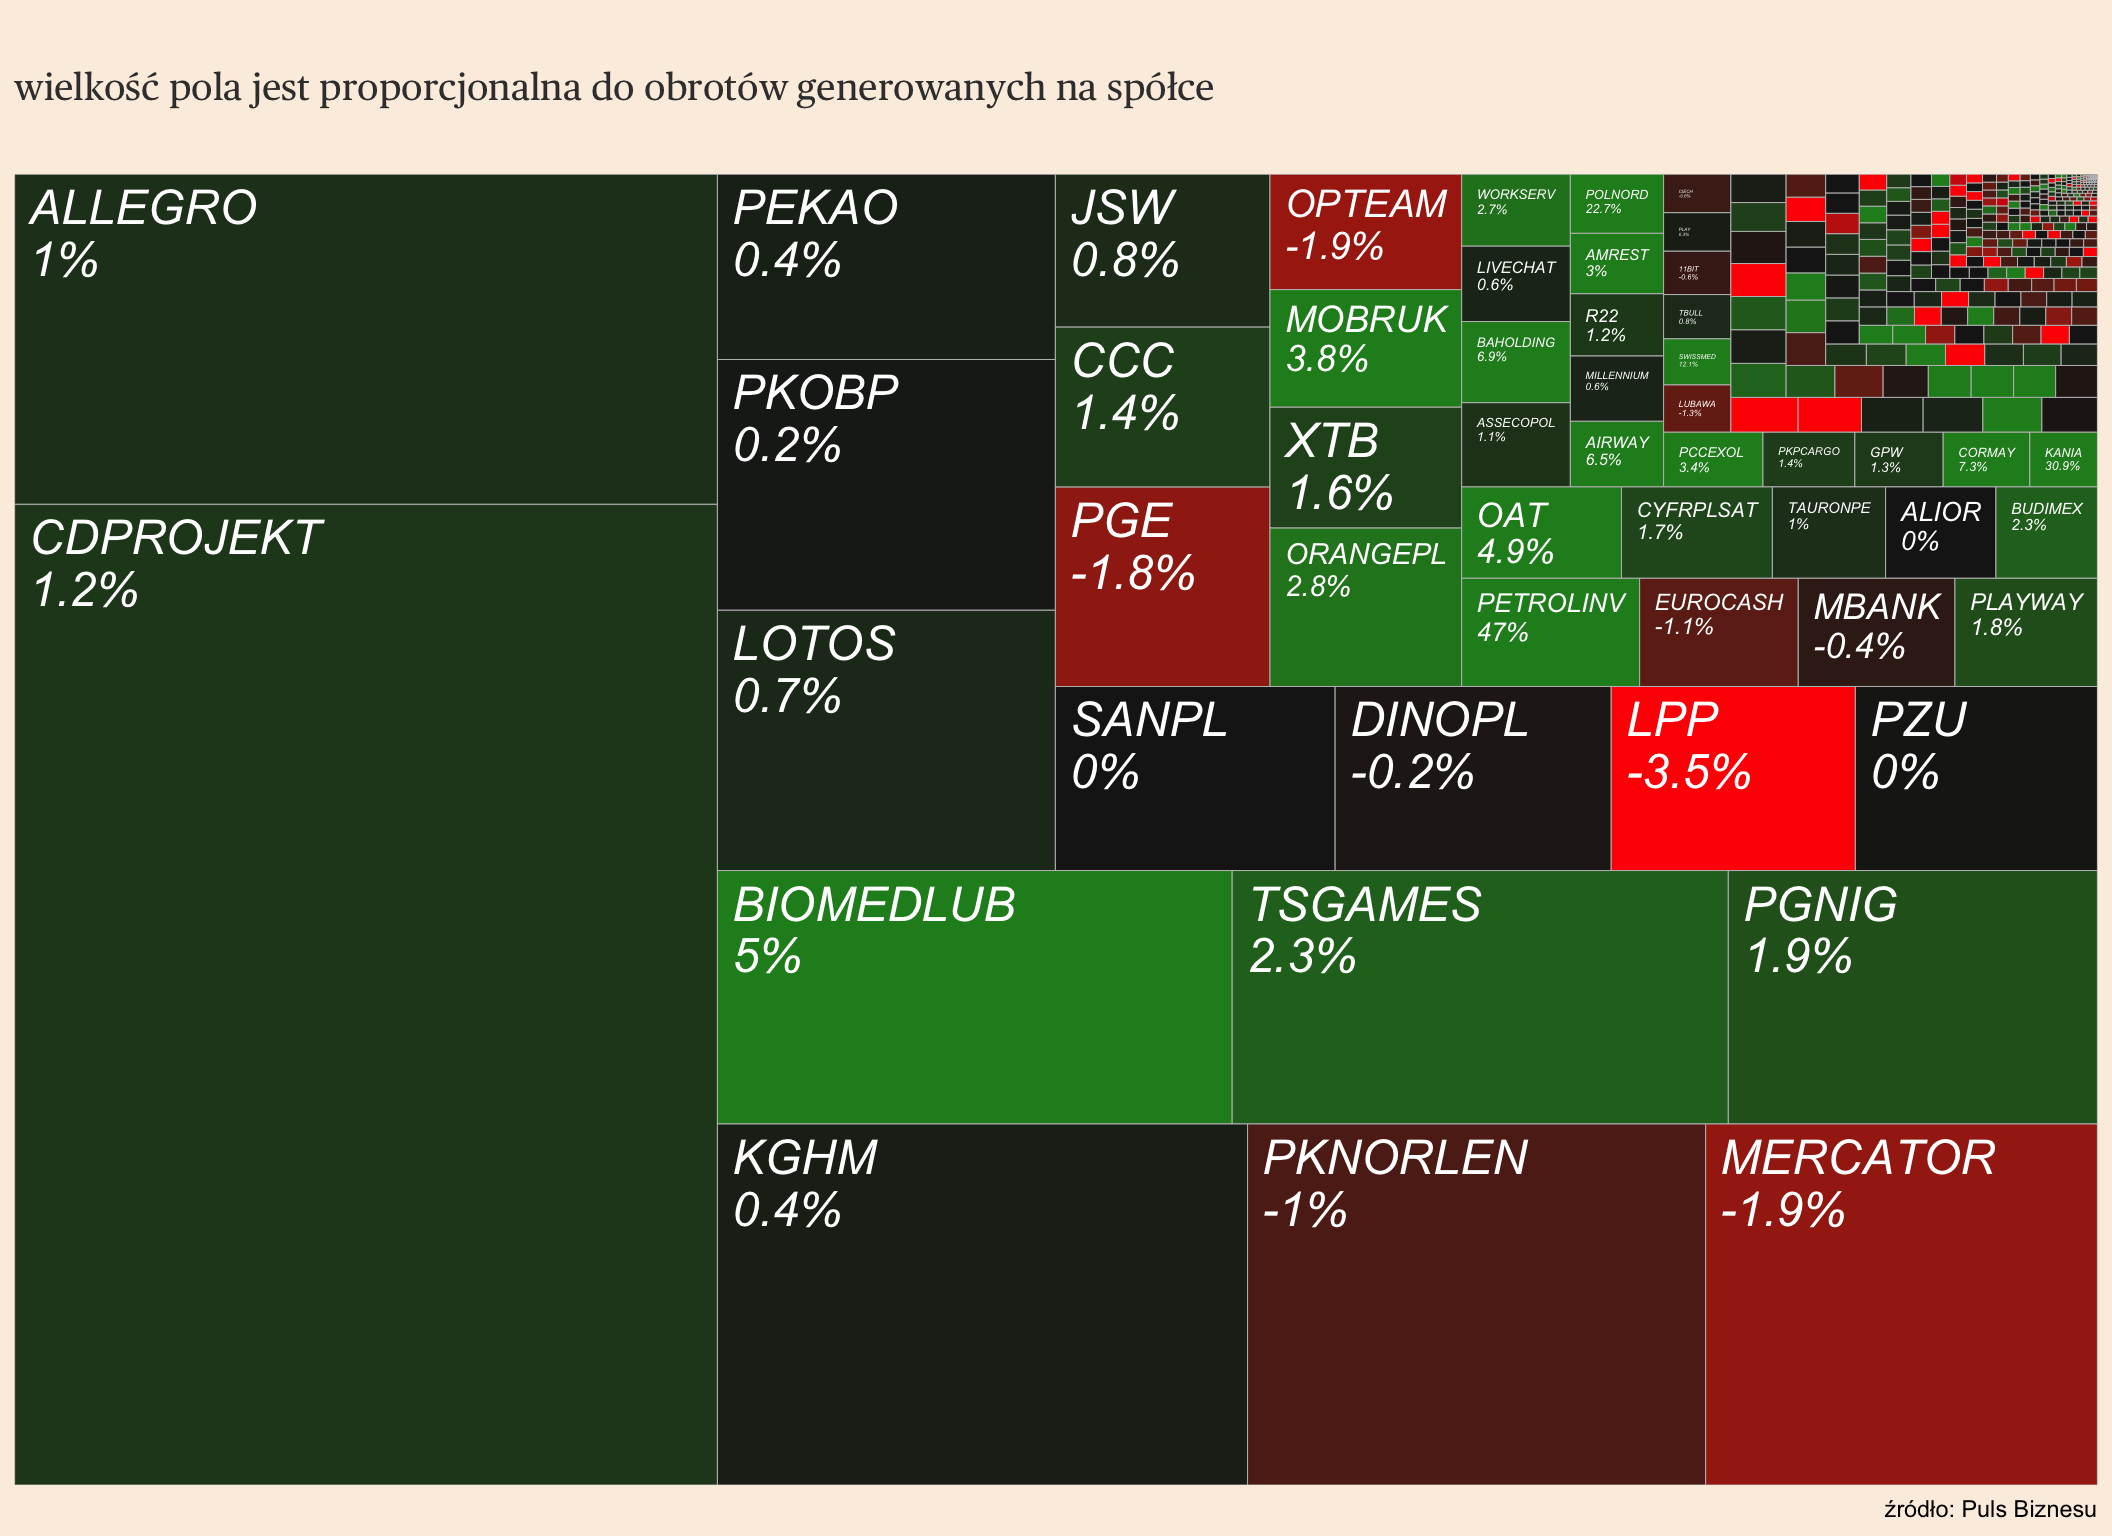 wielkość pola jest proporcjonalna do obrotów generowanych na spółce
ALLEGRO
1%
CDPROJEKT
1.2%
PEKAO
0.4%
PKOBP
0.2%
LOTOS
0.7%
JSW
0.8%
CCC
1.4%
PGE
-1.8%
OPTEAM
-1.9%
MOBRUK
3.8%
XTB
1.6%
ORANGEPL
2.8%
WORKSERV
2.7%
LIVECHAT
0.6%
BAHOLDING
6.9%
ASSECOPOL
1.1%
POLNORD
22.7%
AMREST
3%
R22
1.2%
MILLENNIUM
0.6%
AIRWAY
6.5%
CIECH
PLAY
11BIT
-0.6%
TBULL
0.8%
SWISSMED
12.1%
LUBAWA
-1.3%
PCCEXOL
3.4%
PKPCARGO
1.4%
GPW
1.3%
CORMAY
7.3%
KANIA
30.9%
OAT
4.9%
CYFRPLSAT
1.7%
TAURONPE
1%
ALIOR
0%
BUDIMEX
2.3%
PETROLINV
47%
EUROCASH
-1.1%
MBANK
-0.4%
PLAYWAY
1.8%
SANPL
0%
DINOPL
-0.2%
LPP
-3.5%
PZU
0%
BIOMEDLUB
5%
TSGAMES
2.3%
PGNIG
1.9%
KGHM
0.4%
PKNORLEN
-1%
MERCATOR
-1.9%
źródło: Puls Biznesu